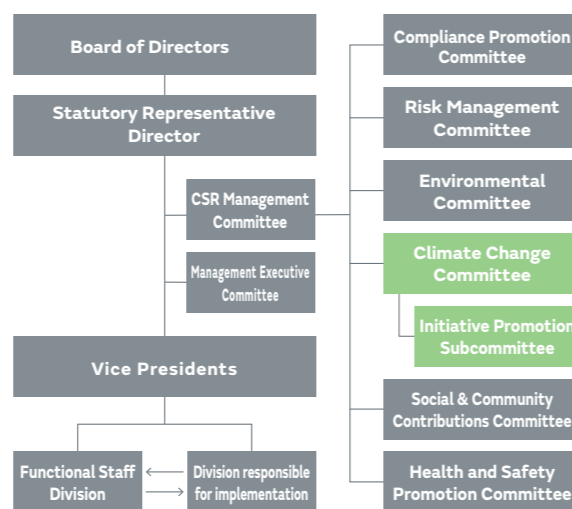 Board of Directors
Statutory Representative
Director
CSR Management
Committee
Management Executive
Committee
Vice Presidents
Functional Staff
Division
Division responsible
for implementation
Compliance Promotion
Committee
Risk Management
Committee
Environmental
Committee
Climate Change
Committee
Initiative Promotion
Subcommittee
Social & Community
Contributions Committee
Health and Safety
Promotion Committee